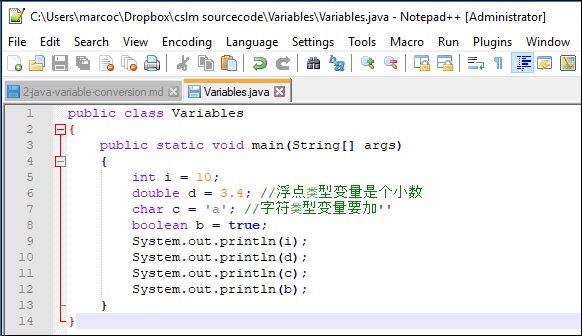 C:\Users\marcoc\Dropbox\cslm sourcecode\Variables\Variables.java - Notepad++ [Administrator]
File Edit Search View Encoding Language Settings Tools Macro Run Plugins Window
2-java-variable-conversion.md Variables.java
1 public class Variables
2 {
3 public static void main(String[] args)
4 {
5 int i = 10;
6 double d = 3.4; //浮点类型变量是个小数
7 char c = 'a'; //字符类型变量要加''
8 boolean b = true;
9 System.out.println(i);
10 System.out.println(d);
11 System.out.println(c);
12 System.out.println(b);
13 }
14 }